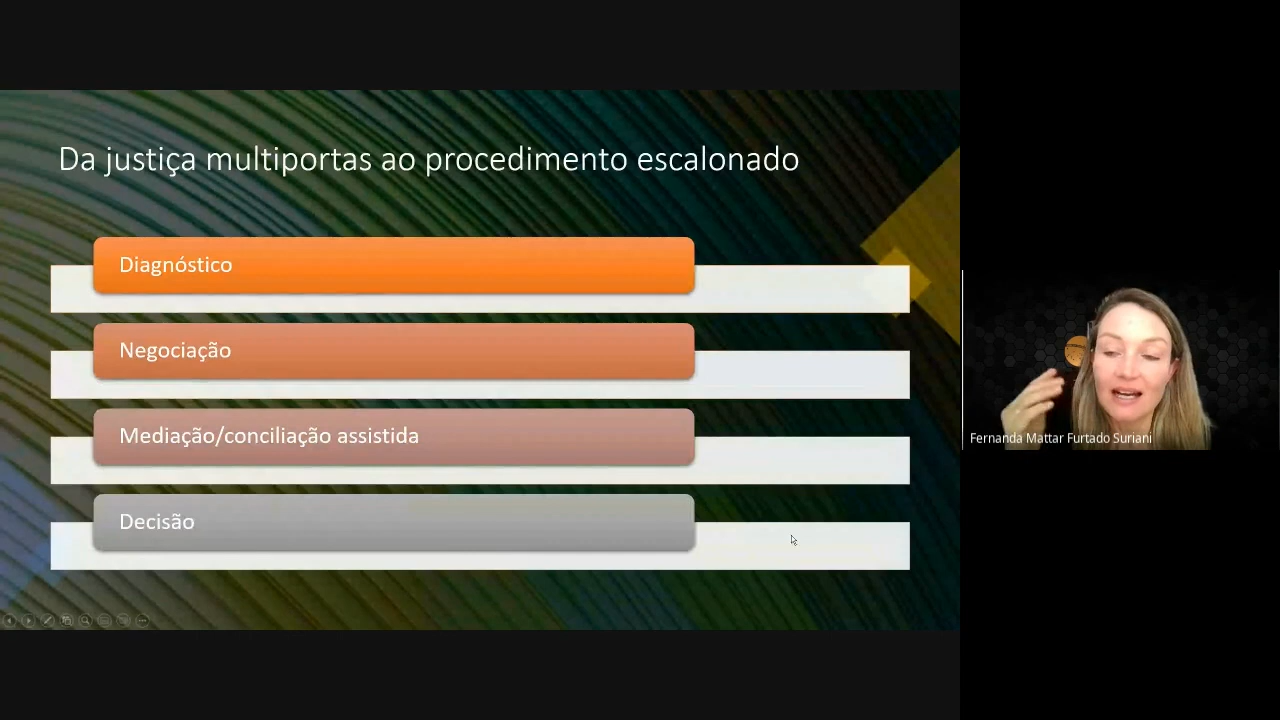 Da justiça multiportas ao procedimento escalonado
Diagnóstico
Negociação
Mediação/conciliação assistida
Decisão
Fernanda Mattar Furtado Suriani